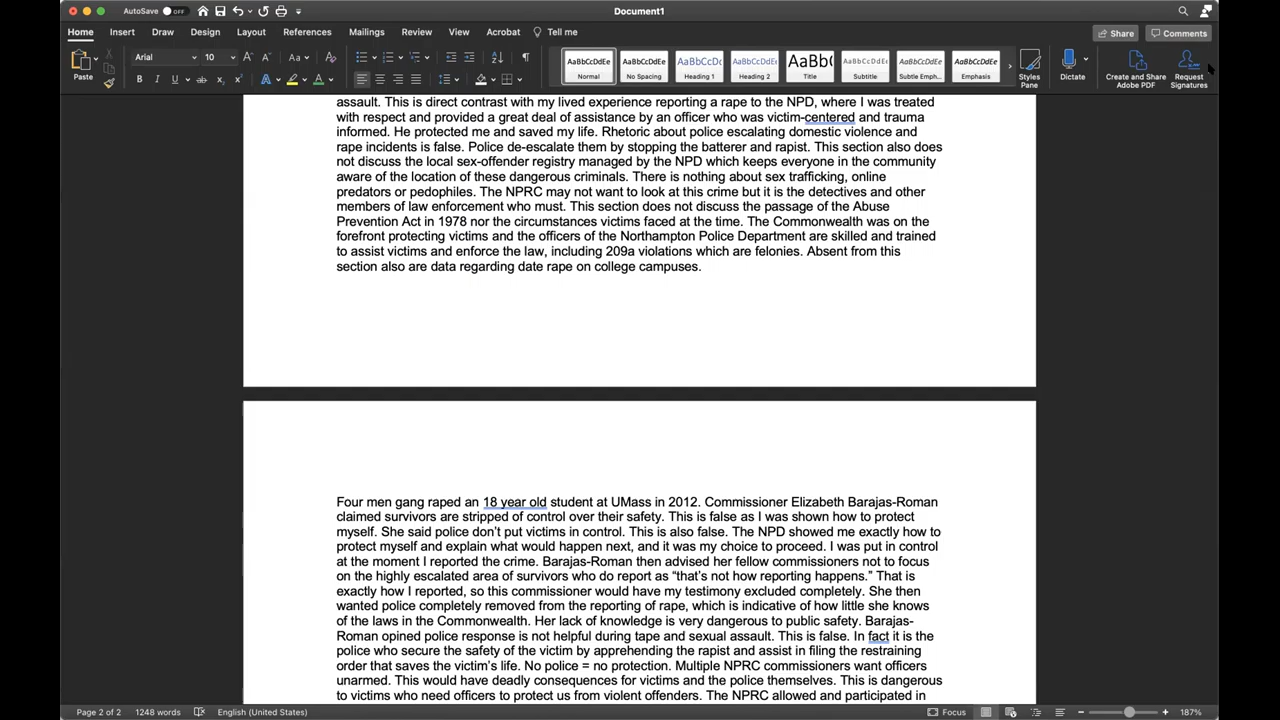 AutoSave OFF
Document1
Home Insert Draw Design Layout References Mailings Review View Acrobat Tell me
Share Comments
Paste
Arial 10
Aa
B I U ab x x
AaBbCcDdEe AaBbCcDdEe AaBbCcDc AaBbCcDdEe AaBb( AaBbCcDdEe AaBbCcDdEe AaBbCcDdEe
Normal No Spacing Heading 1 Heading 2 Title Subtitle Subtle Emph... Emphasis
Styles Pane
Dictate
Create and Share Adobe PDF
Request Signatures
assault. This is direct contrast with my lived experience reporting a rape to the NPD, where I was treated
with respect and provided a great deal of assistance by an officer who was victim-centered and trauma
informed. He protected me and saved my life. Rhetoric about police escalating domestic violence and
rape incidents is false. Police de-escalate them by stopping the batterer and rapist. This section also does
not discuss the local sex-offender registry managed by the NPD which keeps everyone in the community
aware of the location of these dangerous criminals. There is nothing about sex trafficking, online
predators or pedophiles. The NPRC may not want to look at this crime but it is the detectives and other
members of law enforcement who must. This section does not discuss the passage of the Abuse
Prevention Act in 1978 nor the circumstances victims faced at the time. The Commonwealth was on the
forefront protecting victims and the officers of the Northampton Police Department are skilled and trained
to assist victims and enforce the law, including 209a violations which are felonies. Absent from this
section also are data regarding date rape on college campuses.
Four men gang raped an 18 year old student at UMass in 2012. Commissioner Elizabeth Barajas-Roman
claimed survivors are stripped of control over their safety. This is false as I was shown how to protect
myself. She said police don't put victims in control. This is also false. The NPD showed me exactly how to
protect myself and explain what would happen next, and it was my choice to proceed. I was put in control
at the moment I reported the crime. Barajas-Roman then advised her fellow commissioners not to focus
on the highly escalated area of survivors who do report as “that's not how reporting happens.” That is
exactly how I reported, so this commissioner would have my testimony excluded completely. She then
wanted police completely removed from the reporting of rape, which is indicative of how little she knows
of the laws in the Commonwealth. Her lack of knowledge is very dangerous to public safety. Barajas-
Roman opined police response is not helpful during tape and sexual assault. This is false. In fact it is the
police who secure the safety of the victim by apprehending the rapist and assist in filing the restraining
order that saves the victim's life. No police = no protection. Multiple NPRC commissioners want officers
unarmed. This would have deadly consequences for victims and the police themselves. This is dangerous
to victims who need officers to protect us from violent offenders. The NPRC allowed and participated in
Page 2 of 2 1248 words English (United States) Focus 187%